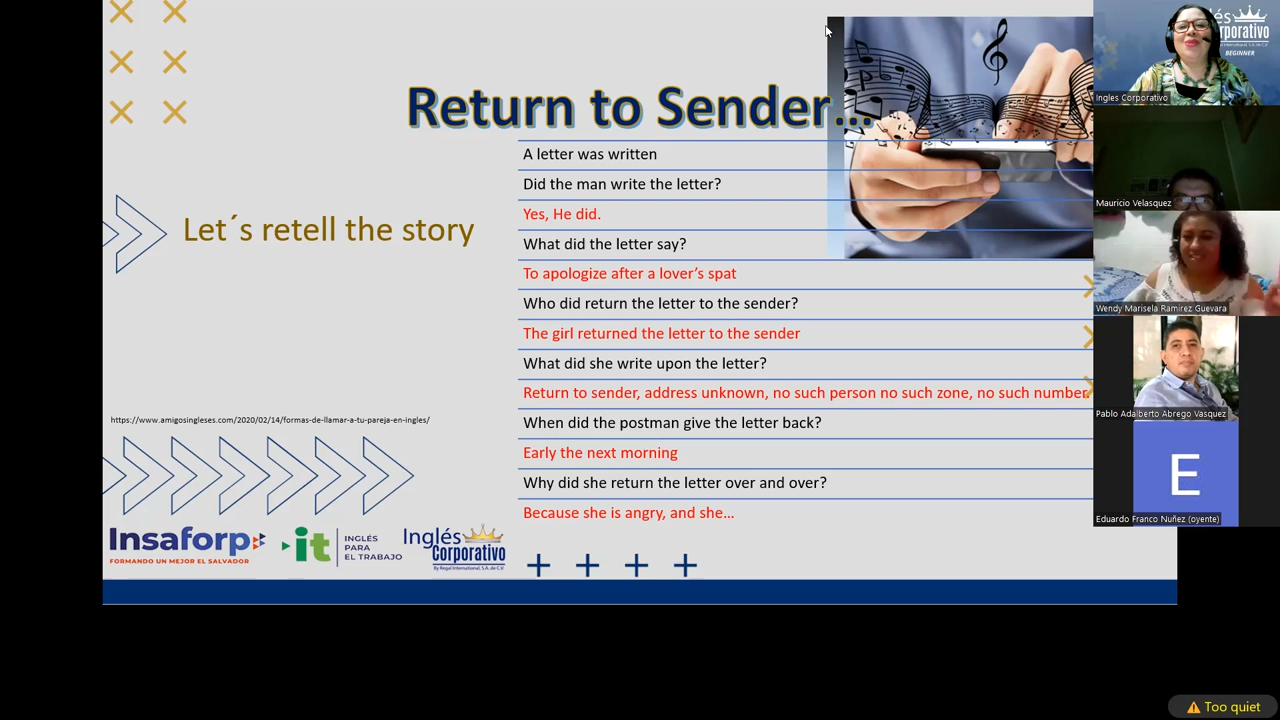 Return to Sender...
A letter was written
Did the man write the letter?
Yes, He did.
What did the letter say?
To apologize after a lover’s spat
Who did return the letter to the sender?
The girl returned the letter to the sender
What did she write upon the letter?
Return to sender, address unknown, no such person no such zone, no such number
When did the postman give the letter back?
Early the next morning
Why did she return the letter over and over?
Because she is angry, and she...
Let´s retell the story
https://www.amigosingleses.com/2020/02/14/formas-de-llamar-a-tu-pareja-en-ingles/
Insaforp
FORMANDO UN MEJOR EL SALVADOR
it
INGLÉS
PARA
EL TRABAJO
Inglés
Corporativo
By Regal International, S.A. de C.V.
BEGINNER
Ingles Corporativo
Mauricio Velasquez
Wendy Marisela Ramirez Guevara
Pablo Adalberto Abrego Vasquez
E
Eduardo Franco Nuñez (oyente)
Too quiet